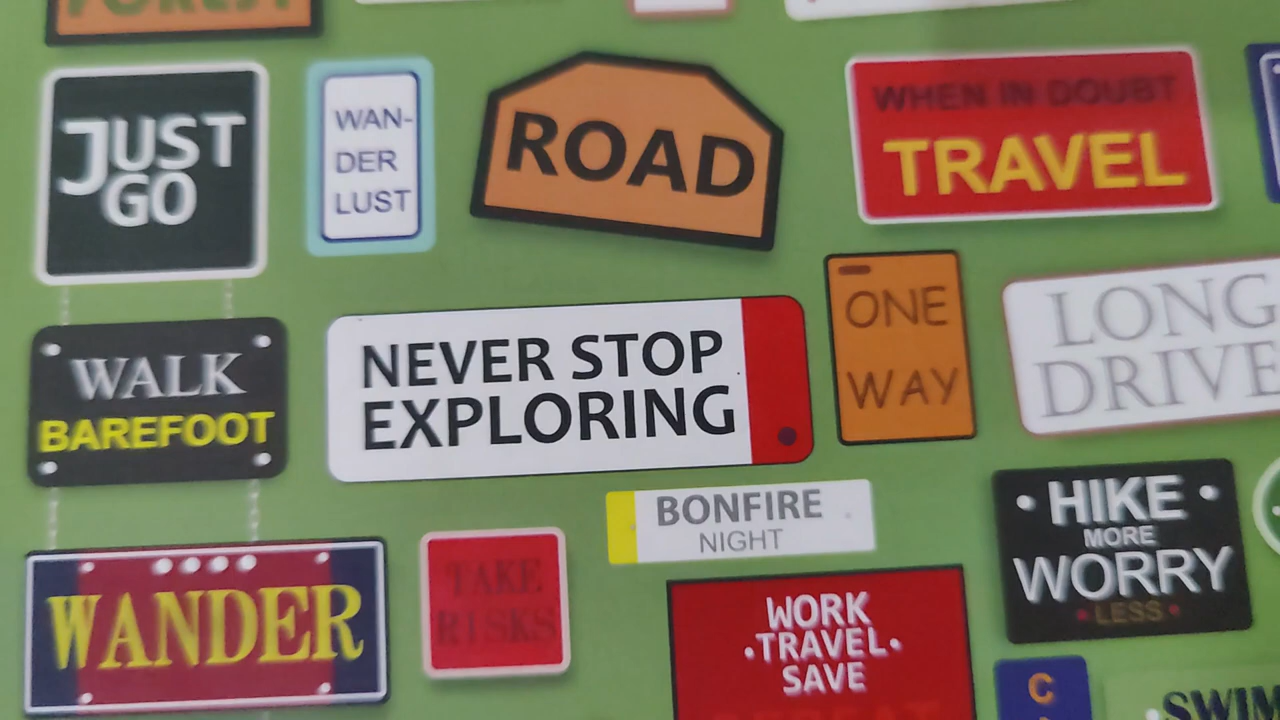 FOREST
JUST
GO
WAN-
DER
LUST
ROAD
WHEN IN DOUBT
TRAVEL
WALK
BAREFOOT
NEVER STOP
EXPLORING
ONE
WAY
LONG
DRIVE
WANDER
TAKE
RISKS
BONFIRE
NIGHT
WORK
·TRAVEL·
SAVE
• HIKE •
MORE
WORRY
• LESS •
C
SWIM